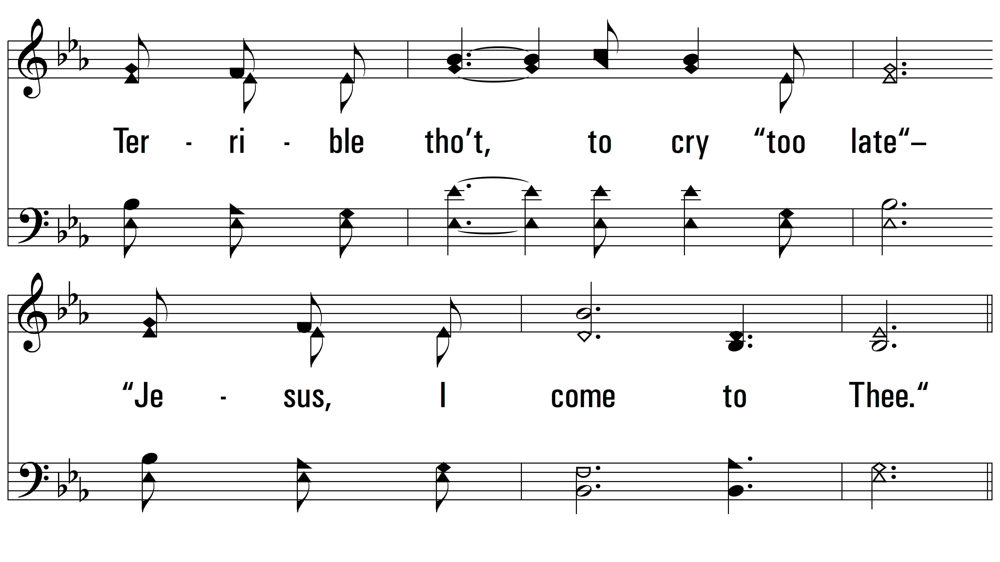 Ter - ri - ble tho’t, to cry “too late“–
“Je - sus, I come to Thee.“